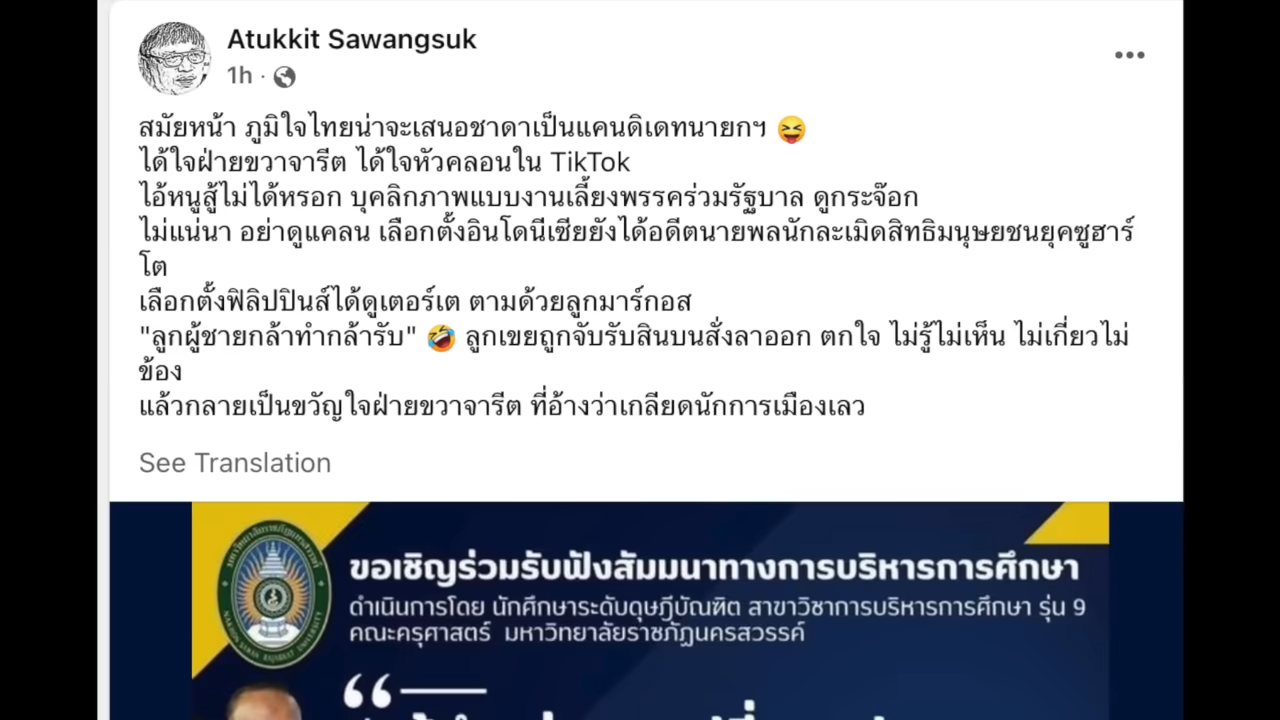 Atukkit Sawangsuk
1h ·
สมัยหน้า ภูมิใจไทยน่าจะเสนอชาดาเป็นแคนดิเดทนายกฯ 😝
ได้ใจฝ่ายขวาจารีต ได้ใจหัวคลอนใน TikTok
ไอ้หนูสู้ไม่ได้หรอก บุคลิกภาพแบบงานเลี้ยงพรรคร่วมรัฐบาล ดูกระจ๊อก
ไม่แน่นา อย่าดูแคลน เลือกตั้งอินโดนีเซียยังได้อดีตนายพลนักละเมิดสิทธิมนุษยชนยุคซูฮาร์
โต
เลือกตั้งฟิลิปปินส์ได้ดูเตอร์เต ตามด้วยลูกมาร์กอส
"ลูกผู้ชายกล้าทำกล้ารับ" 🤣 ลูกเขยถูกจับรับสินบนสั่งลาออก ตกใจ ไม่รู้ไม่เห็น ไม่เกี่ยวไม่
ข้อง
แล้วกลายเป็นขวัญใจฝ่ายขวาจารีต ที่อ้างว่าเกลียดนักการเมืองเลว
See Translation
ขอเชิญร่วมรับฟังสัมมนาทางการบริหารการศึกษา
ดำเนินการโดย นักศึกษาระดับดุษฎีบัณฑิต สาขาวิชาการบริหารการศึกษา รุ่น 9
คณะครุศาสตร์ มหาวิทยาลัยราชภัฏนครสวรรค์